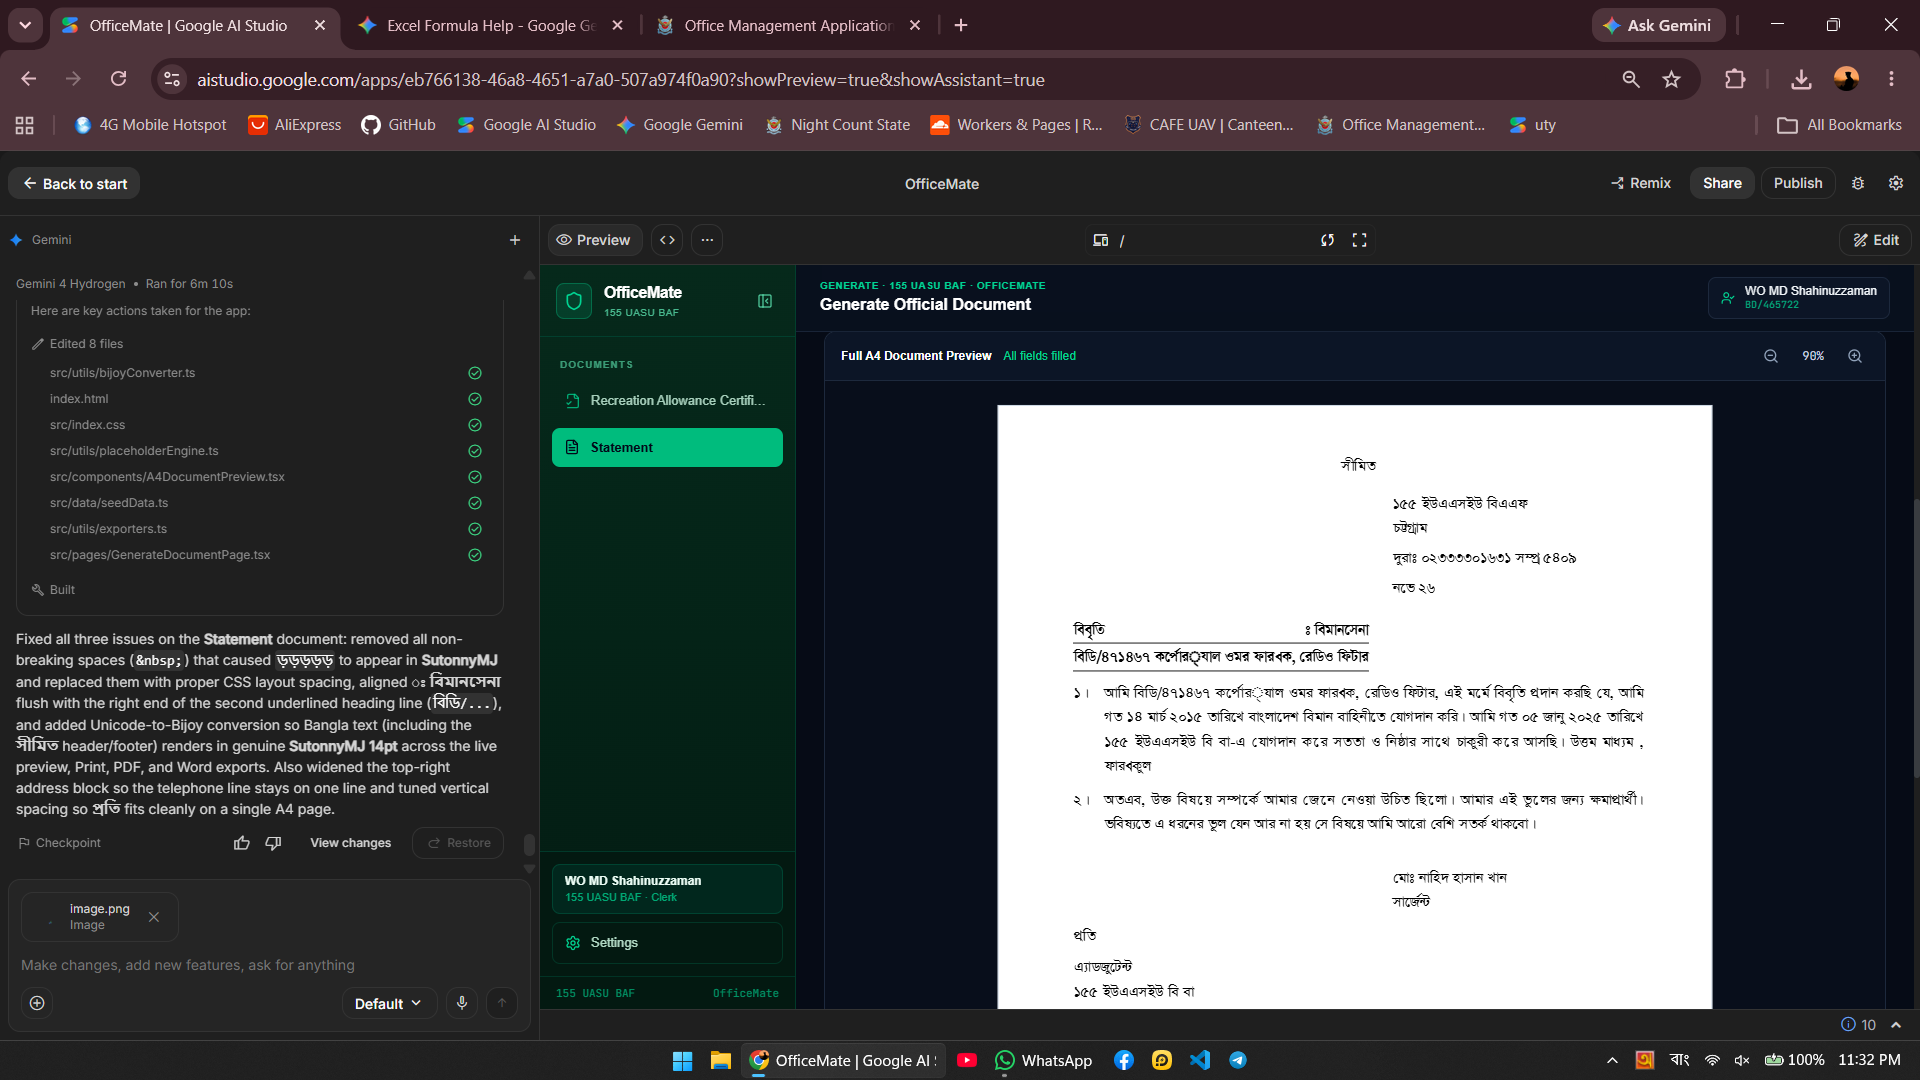 OfficeMate | Google AI Studio
Excel Formula Help - Google Ge
Office Management Application
Ask Gemini
aistudio.google.com/apps/eb766138-46a8-4651-a7a0-507a974f0a90?showPreview=true&showAssistant=true
4G Mobile Hotspot
AliExpress
GitHub
Google AI Studio
Google Gemini
Night Count State
Workers & Pages | R...
CAFE UAV | Canteen...
Office Management...
uty
All Bookmarks
Back to start
OfficeMate
Remix
Share
Publish
Gemini
Preview
/
Edit
Gemini 4 Hydrogen • Ran for 6m 10s
Here are key actions taken for the app:
Edited 8 files
src/utils/bijoyConverter.ts
index.html
src/index.css
src/utils/placeholderEngine.ts
src/components/A4DocumentPreview.tsx
src/data/seedData.ts
src/utils/exporters.ts
src/pages/GenerateDocumentPage.tsx
Built
Fixed all three issues on the Statement document: removed all non-
breaking spaces (&nbsp;) that caused ড়ড়ড়ড়ড় to appear in SutonnyMJ
and replaced them with proper CSS layout spacing, aligned ঃ বিমানসেনা
flush with the right end of the second underlined heading line (বিডি/...),
and added Unicode-to-Bijoy conversion so Bangla text (including the
সীমিত header/footer) renders in genuine SutonnyMJ 14pt across the live
preview, Print, PDF, and Word exports. Also widened the top-right
address block so the telephone line stays on one line and tuned vertical
spacing so প্রতি fits cleanly on a single A4 page.
Checkpoint
View changes
Restore
image.png
Image
Make changes, add new features, ask for anything
Default
OfficeMate
155 UASU BAF
DOCUMENTS
Recreation Allowance Certifi...
Statement
WO MD Shahinuzzaman
155 UASU BAF · Clerk
Settings
155 UASU BAF
OfficeMate
GENERATE · 155 UASU BAF · OFFICEMATE
Generate Official Document
WO MD Shahinuzzaman
BD/465722
Full A4 Document Preview
All fields filled
90%
সীমিত
১৫৫ ইউএএসইউ বিএএফ
চট্টগ্রাম
দুরাঃ ০২৩৩৩৩০১৬৩১ সম্প্র ৫৪০৯
নভে ২৬
বিবৃতি ঃ বিমানসেনা
বিডি/৪৭১৪৬৭ কর্পোর‍্যাল ওমর ফারুক, রেডিও ফিটার
১। আমি বিডি/৪৭১৪৬৭ কর্পোর‍্যাল ওমর ফারুক, রেডিও ফিটার, এই মর্মে বিবৃতি প্রদান করছি যে, আমি
গত ১৪ মার্চ ২০১৫ তারিখে বাংলাদেশ বিমান বাহিনীতে যোগদান করি। আমি গত ০৫ জানু ২০২৫ তারিখে
১৫৫ ইউএএসইউ বি বা-এ যোগদান করে সততা ও নিষ্ঠার সাথে চাকুরী করে আসছি। উত্তম মাধ্যম ,
ফারুকুল
২। অতএব, উক্ত বিষয়ে সম্পর্কে আমার জেনে নেওয়া উচিত ছিলো। আমার এই ভুলের জন্য ক্ষমাপ্রার্থী।
ভবিষ্যতে এ ধরনের ভুল যেন আর না হয় সে বিষয়ে আমি আরো বেশি সতর্ক থাকবো।
মোঃ নাহিদ হাসান খান
সার্জেন্ট
প্রতি
এ্যাডজুটেন্ট
১৫৫ ইউএএসইউ বি বা
10
OfficeMate | Google AI S
WhatsApp
বাং
100%
11:32 PM